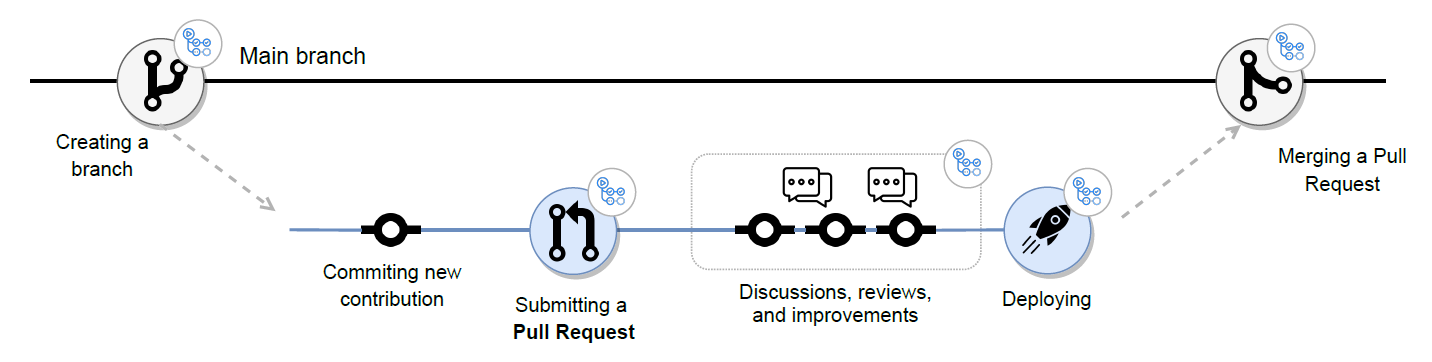 Main branch
Creating a
branch
Commiting new
contribution
Submitting a
Pull Request
Discussions, reviews,
and improvements
Deploying
Merging a Pull
Request